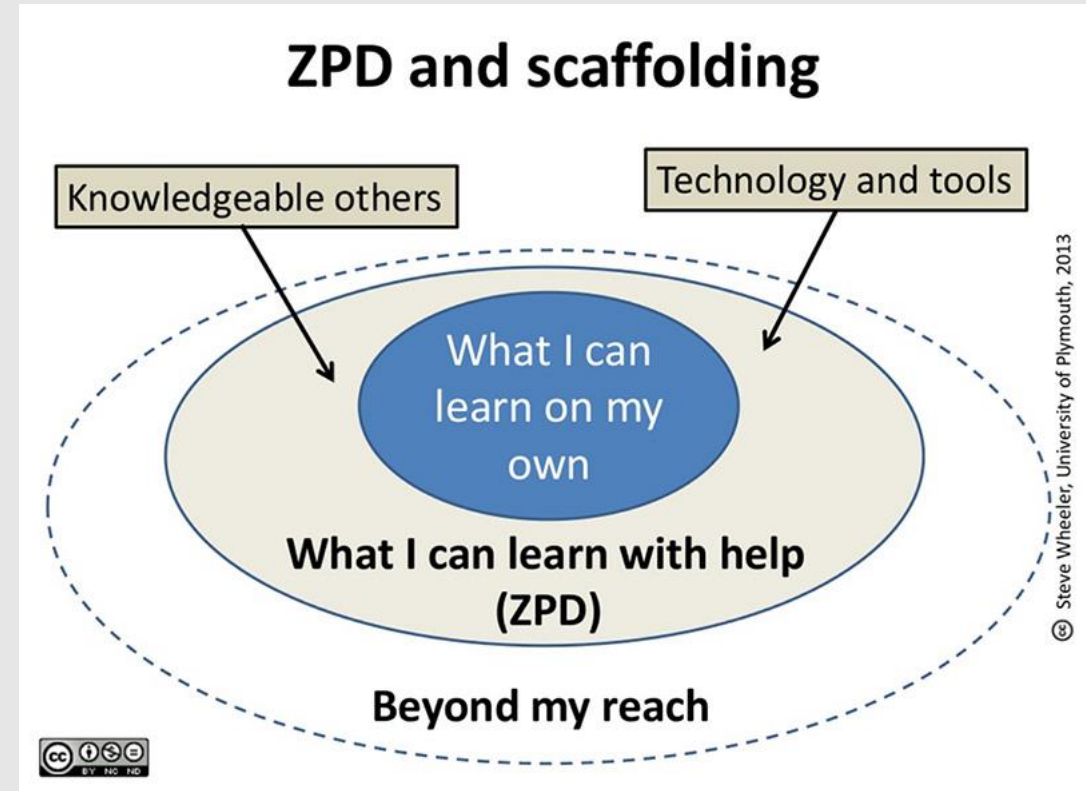 ZPD and scaffolding
Knowledgeable others
Technology and tools
What I can
learn on my
own
What I can learn with help
(ZPD)
Beyond my reach
cc Steve Wheeler, University of Plymouth, 2013
cc
BY NC ND